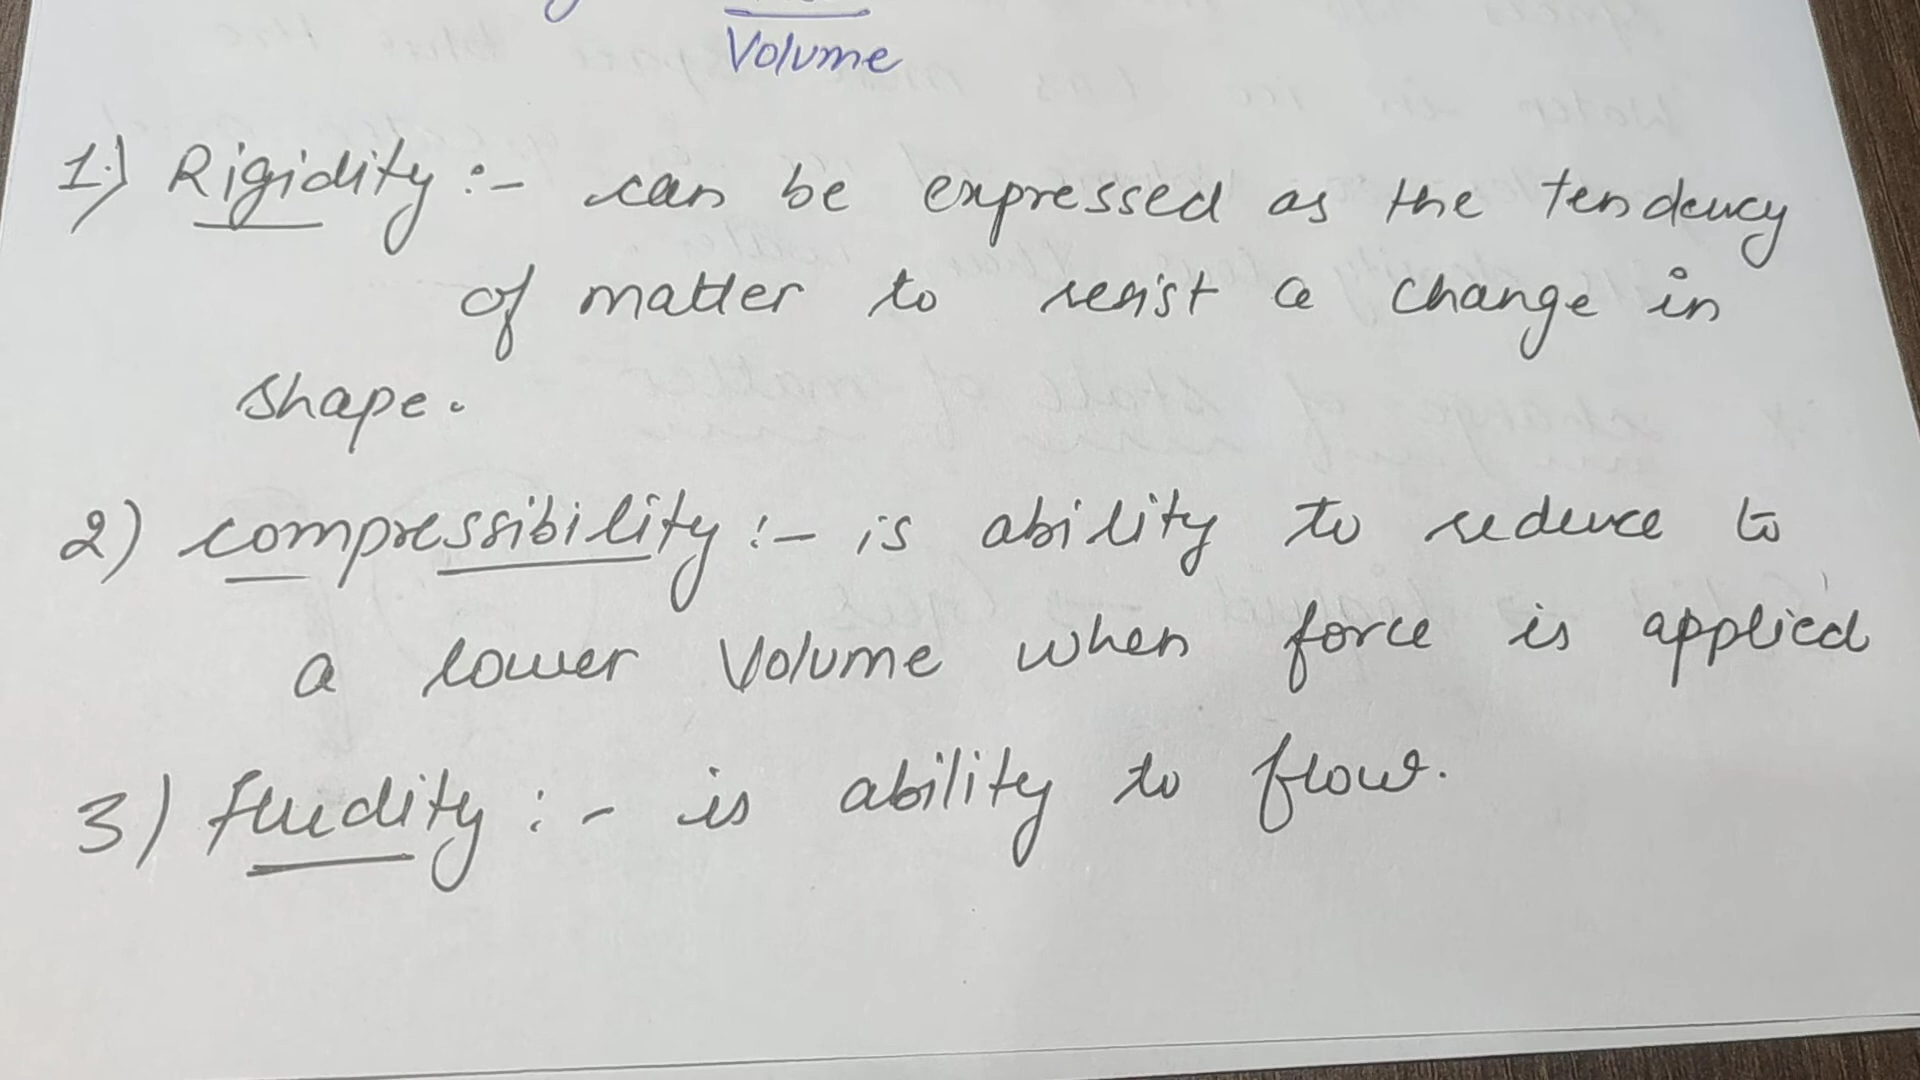 Volume
1.) Rigidity :- can be expressed as the tendency
of matter to resist a change in
shape.
2) compressibility :- is ability to reduce to
a lower Volume when force is applied
3) fluidity : - is ability to flow.